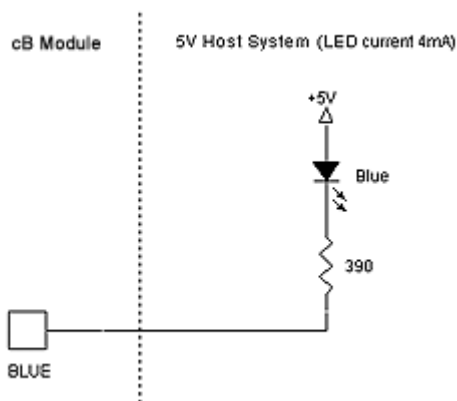 cB Module
5V Host System (LED current 4mA)
+5V
Blue
390
BLUE